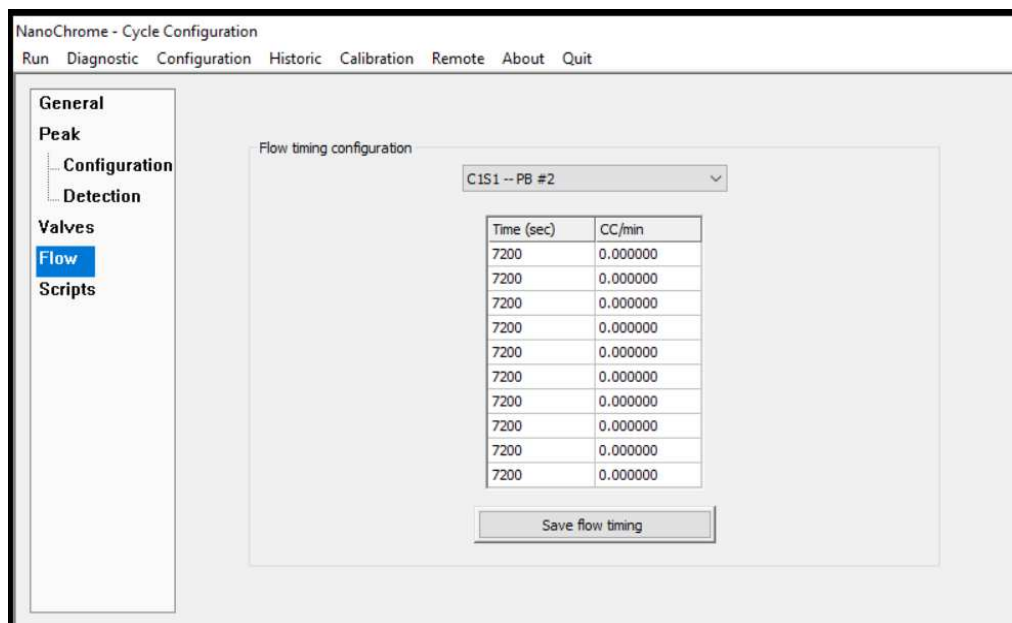 NanoChrome - Cycle Configuration
Run Diagnostic Configuration Historic Calibration Remote About Quit
General
Peak
Configuration
Detection
Valves
Flow
Scripts
Flow timing configuration
C1S1 -- PB #2
Time (sec) CC/min
7200 0.000000
7200 0.000000
7200 0.000000
7200 0.000000
7200 0.000000
7200 0.000000
7200 0.000000
7200 0.000000
7200 0.000000
7200 0.000000
Save flow timing